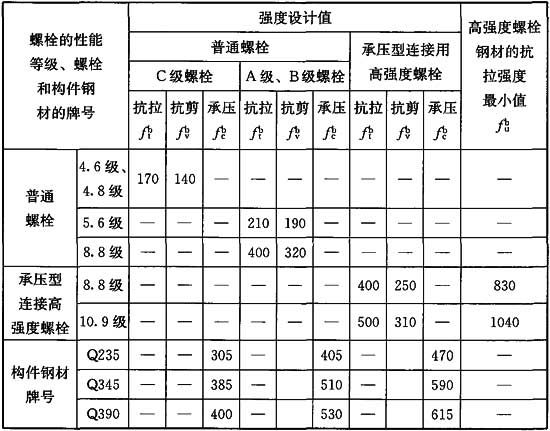 螺栓的性能等级、螺栓和构件钢材的牌号 强度设计值 高强度螺栓钢材的抗拉强度最小值 f_u^b
普通螺栓 承压型连接用高强度螺栓
C级螺栓 A级、B级螺栓
抗拉 f_t^b 抗剪 f_v^b 承压 f_c^b 抗拉 f_t^b 抗剪 f_v^b 承压 f_c^b 抗拉 f_t^b 抗剪 f_v^b 承压 f_c^b
普通螺栓 4.6级、4.8级 170 140 — — — — — — — —
5.6级 — — — 210 190 — — — — —
8.8级 — — — 400 320 — — — — —
承压型连接高强度螺栓 8.8级 — — — — — — 400 250 — 830
10.9级 — — — — — — 500 310 — 1040
构件钢材牌号 Q235 — — 305 — — 405 — — 470 —
Q345 — — 385 — — 510 — — 590 —
Q390 — — 400 — — 530 — — 615 —